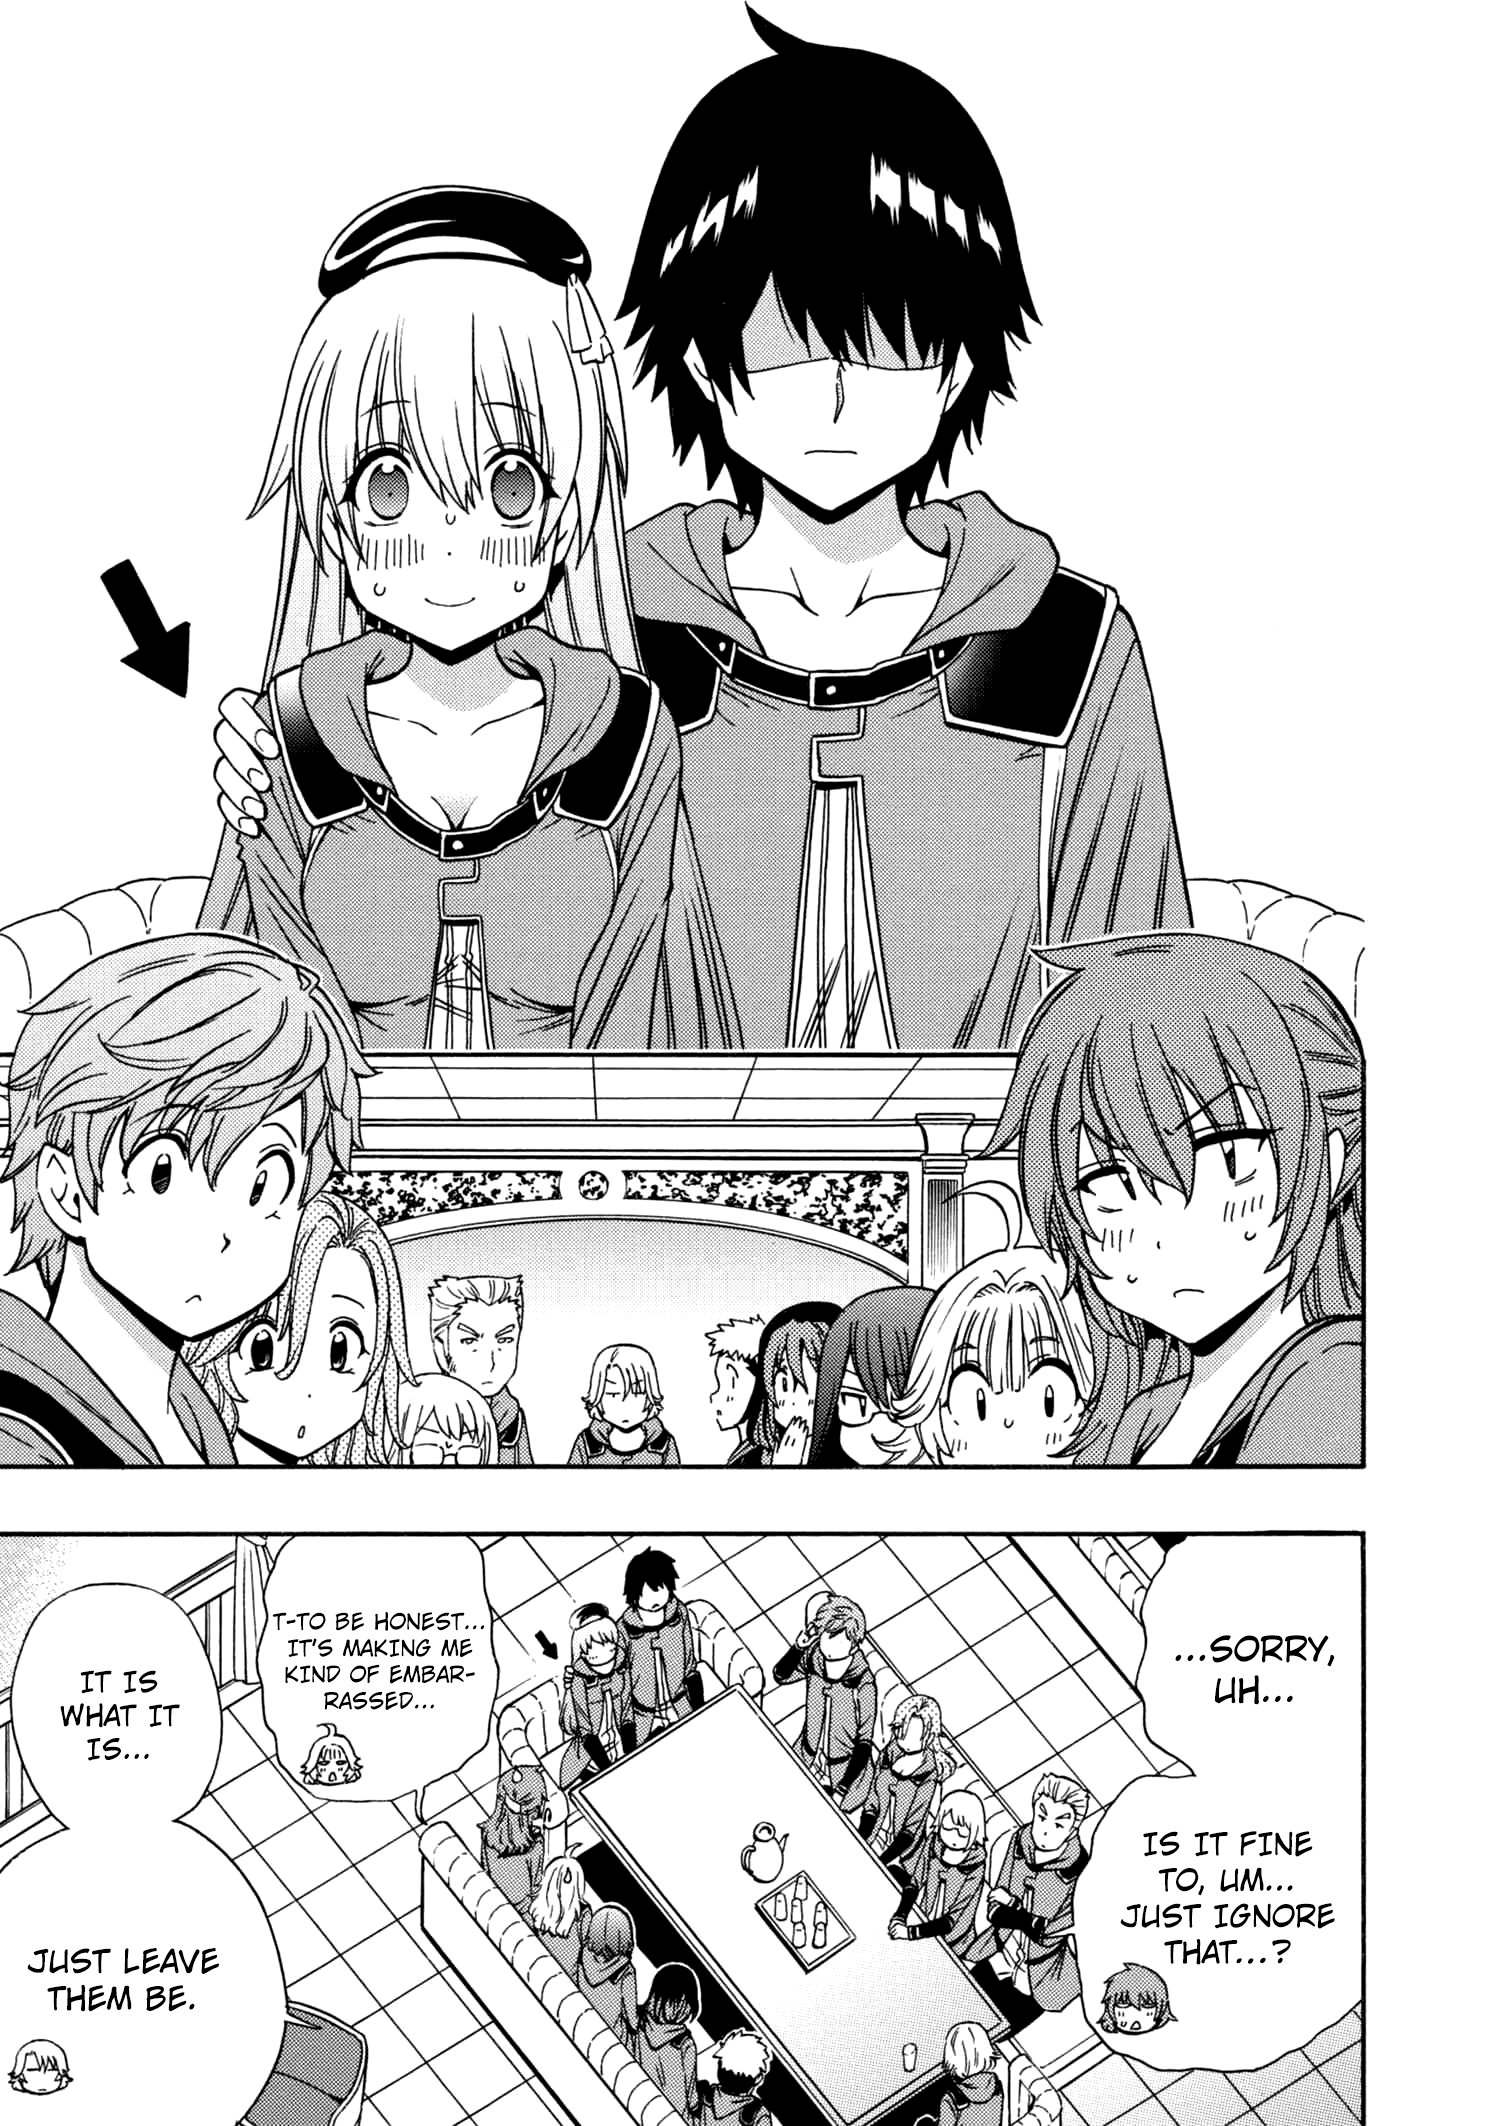 ...SORRY,
UH...
IS IT FINE
TO, UM...
JUST IGNORE
THAT...?
T-TO BE HONEST...
IT'S MAKING ME
KIND OF EMBAR-
RASSED...
IT IS
WHAT IT
IS...
JUST LEAVE
THEM BE.